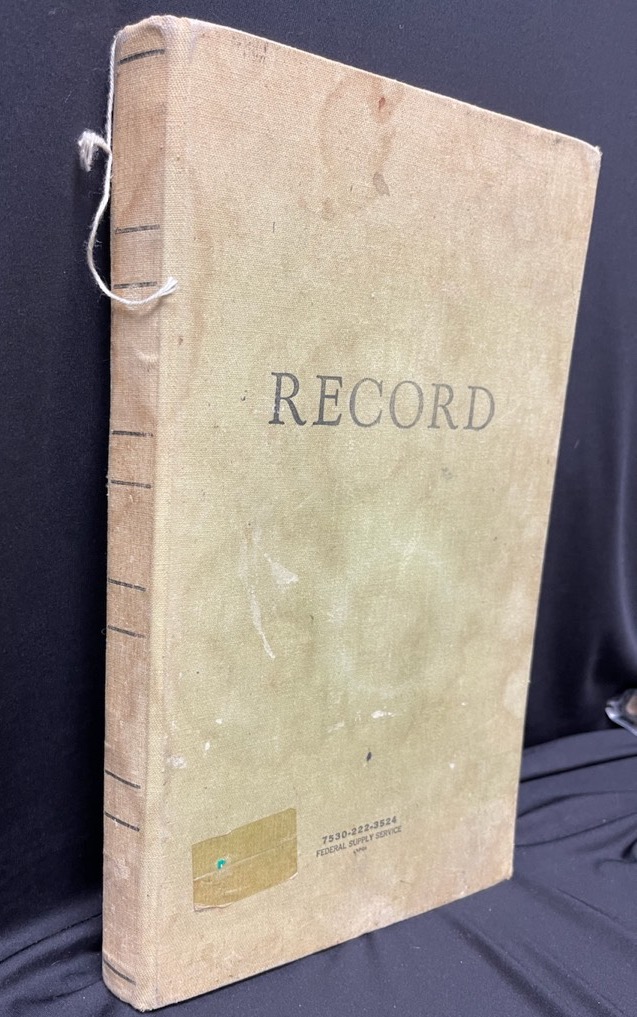 RECORD
7530-222-3524
FEDERAL SUPPLY SERVICE